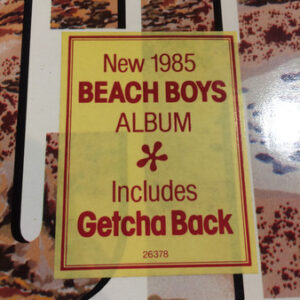 New 1985
BEACH BOYS
ALBUM
*
Includes
Getcha Back
26378